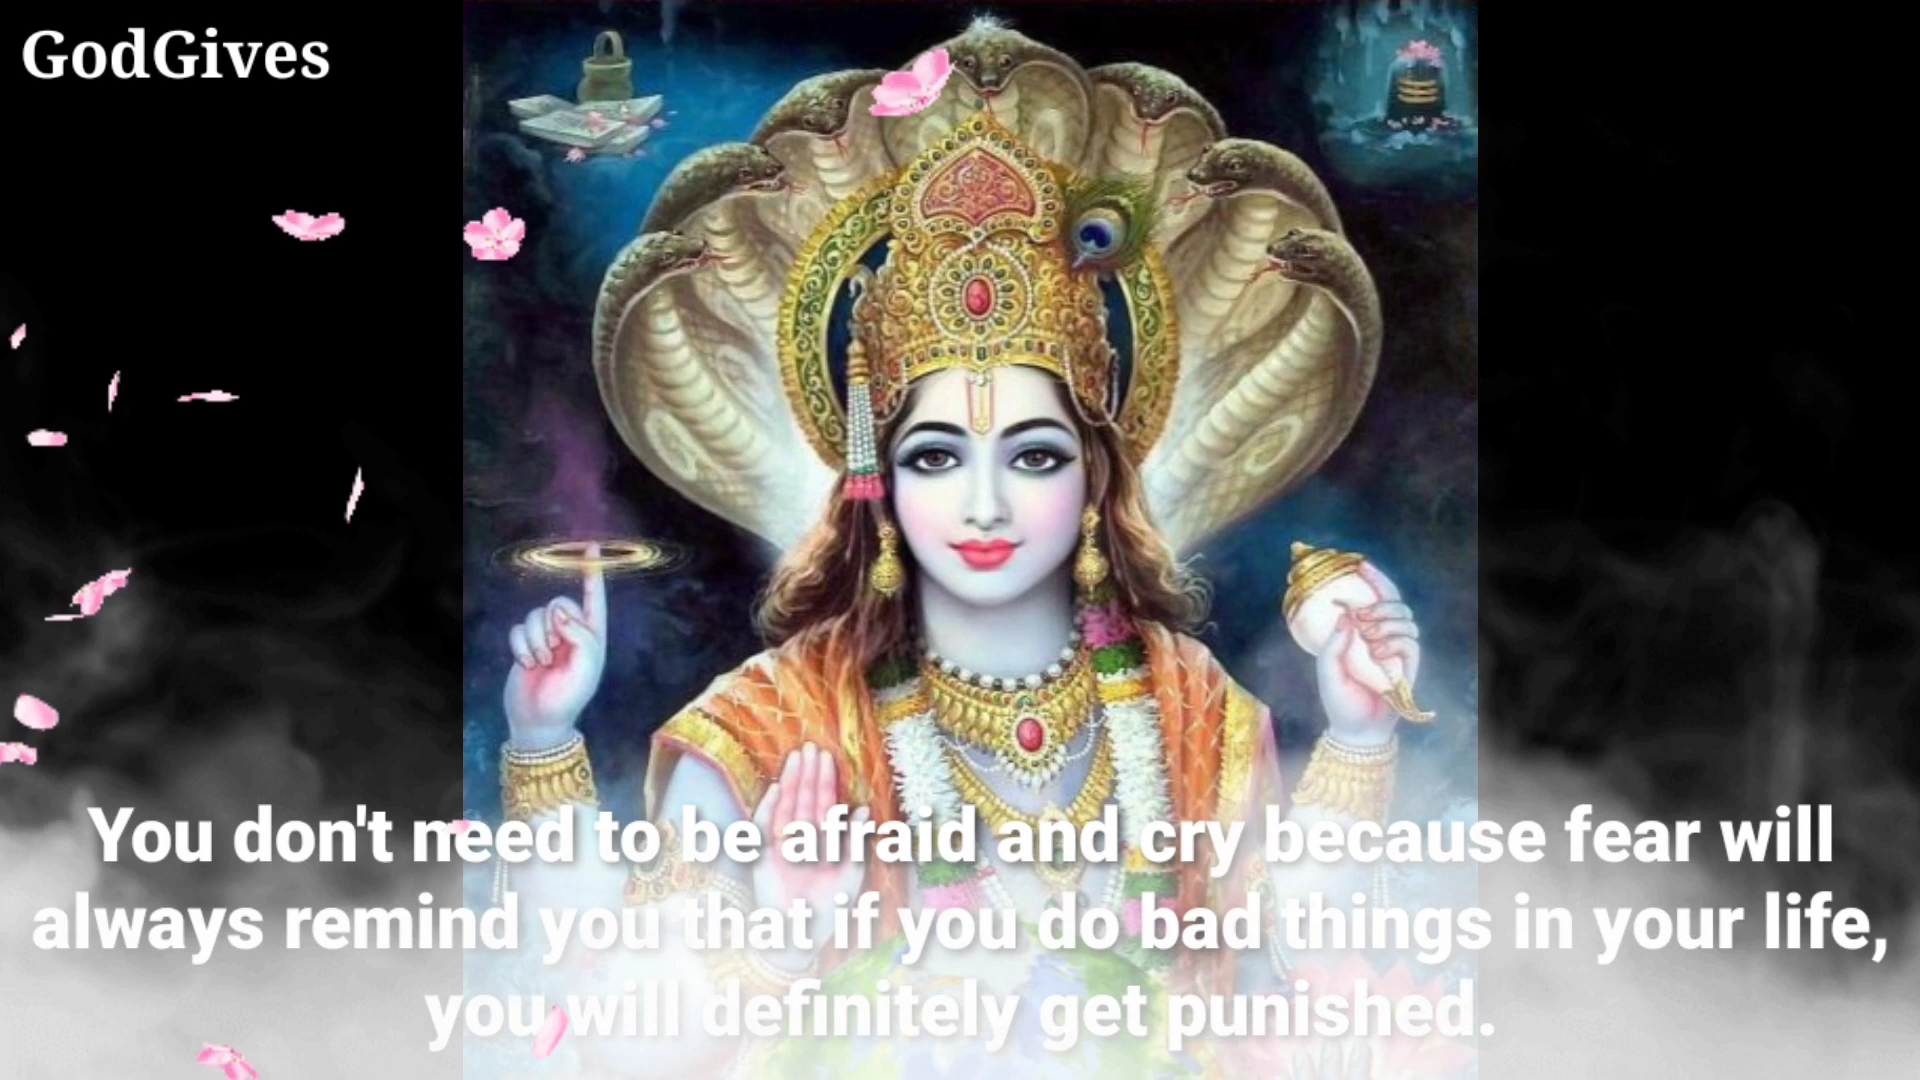 GodGives
You don't need to be afraid and cry because fear will
always remind you that if you do bad things in your life,
you will definitely get punished.